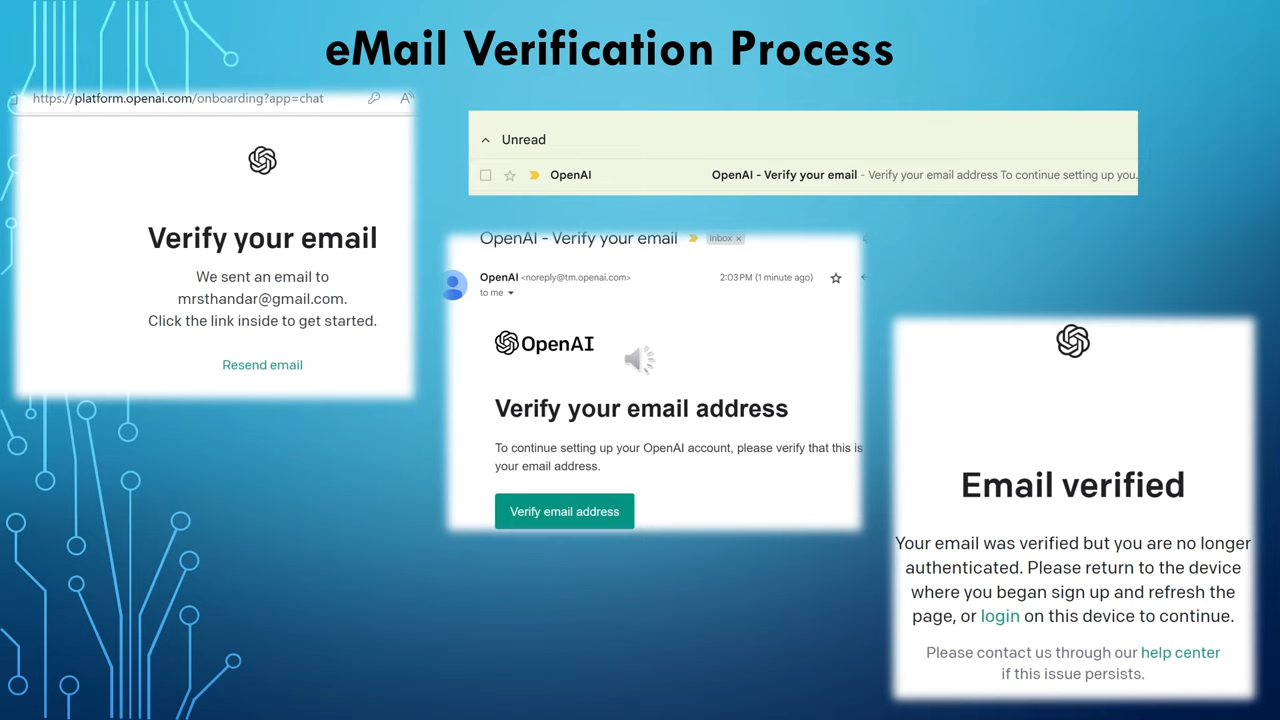 eMail Verification Process
https://platform.openai.com/onboarding?app=chat
Verify your email
We sent an email to
mrsthandar@gmail.com.
Click the link inside to get started.
Resend email
Unread
OpenAI OpenAI - Verify your email - Verify your email address To continue setting up you.
OpenAI - Verify your email Inbox ×
OpenAI <noreply@tm.openai.com> 2:03 PM (1 minute ago)
to me
OpenAI
Verify your email address
To continue setting up your OpenAI account, please verify that this is
your email address.
Verify email address
Email verified
Your email was verified but you are no longer
authenticated. Please return to the device
where you began sign up and refresh the
page, or login on this device to continue.
Please contact us through our help center
if this issue persists.